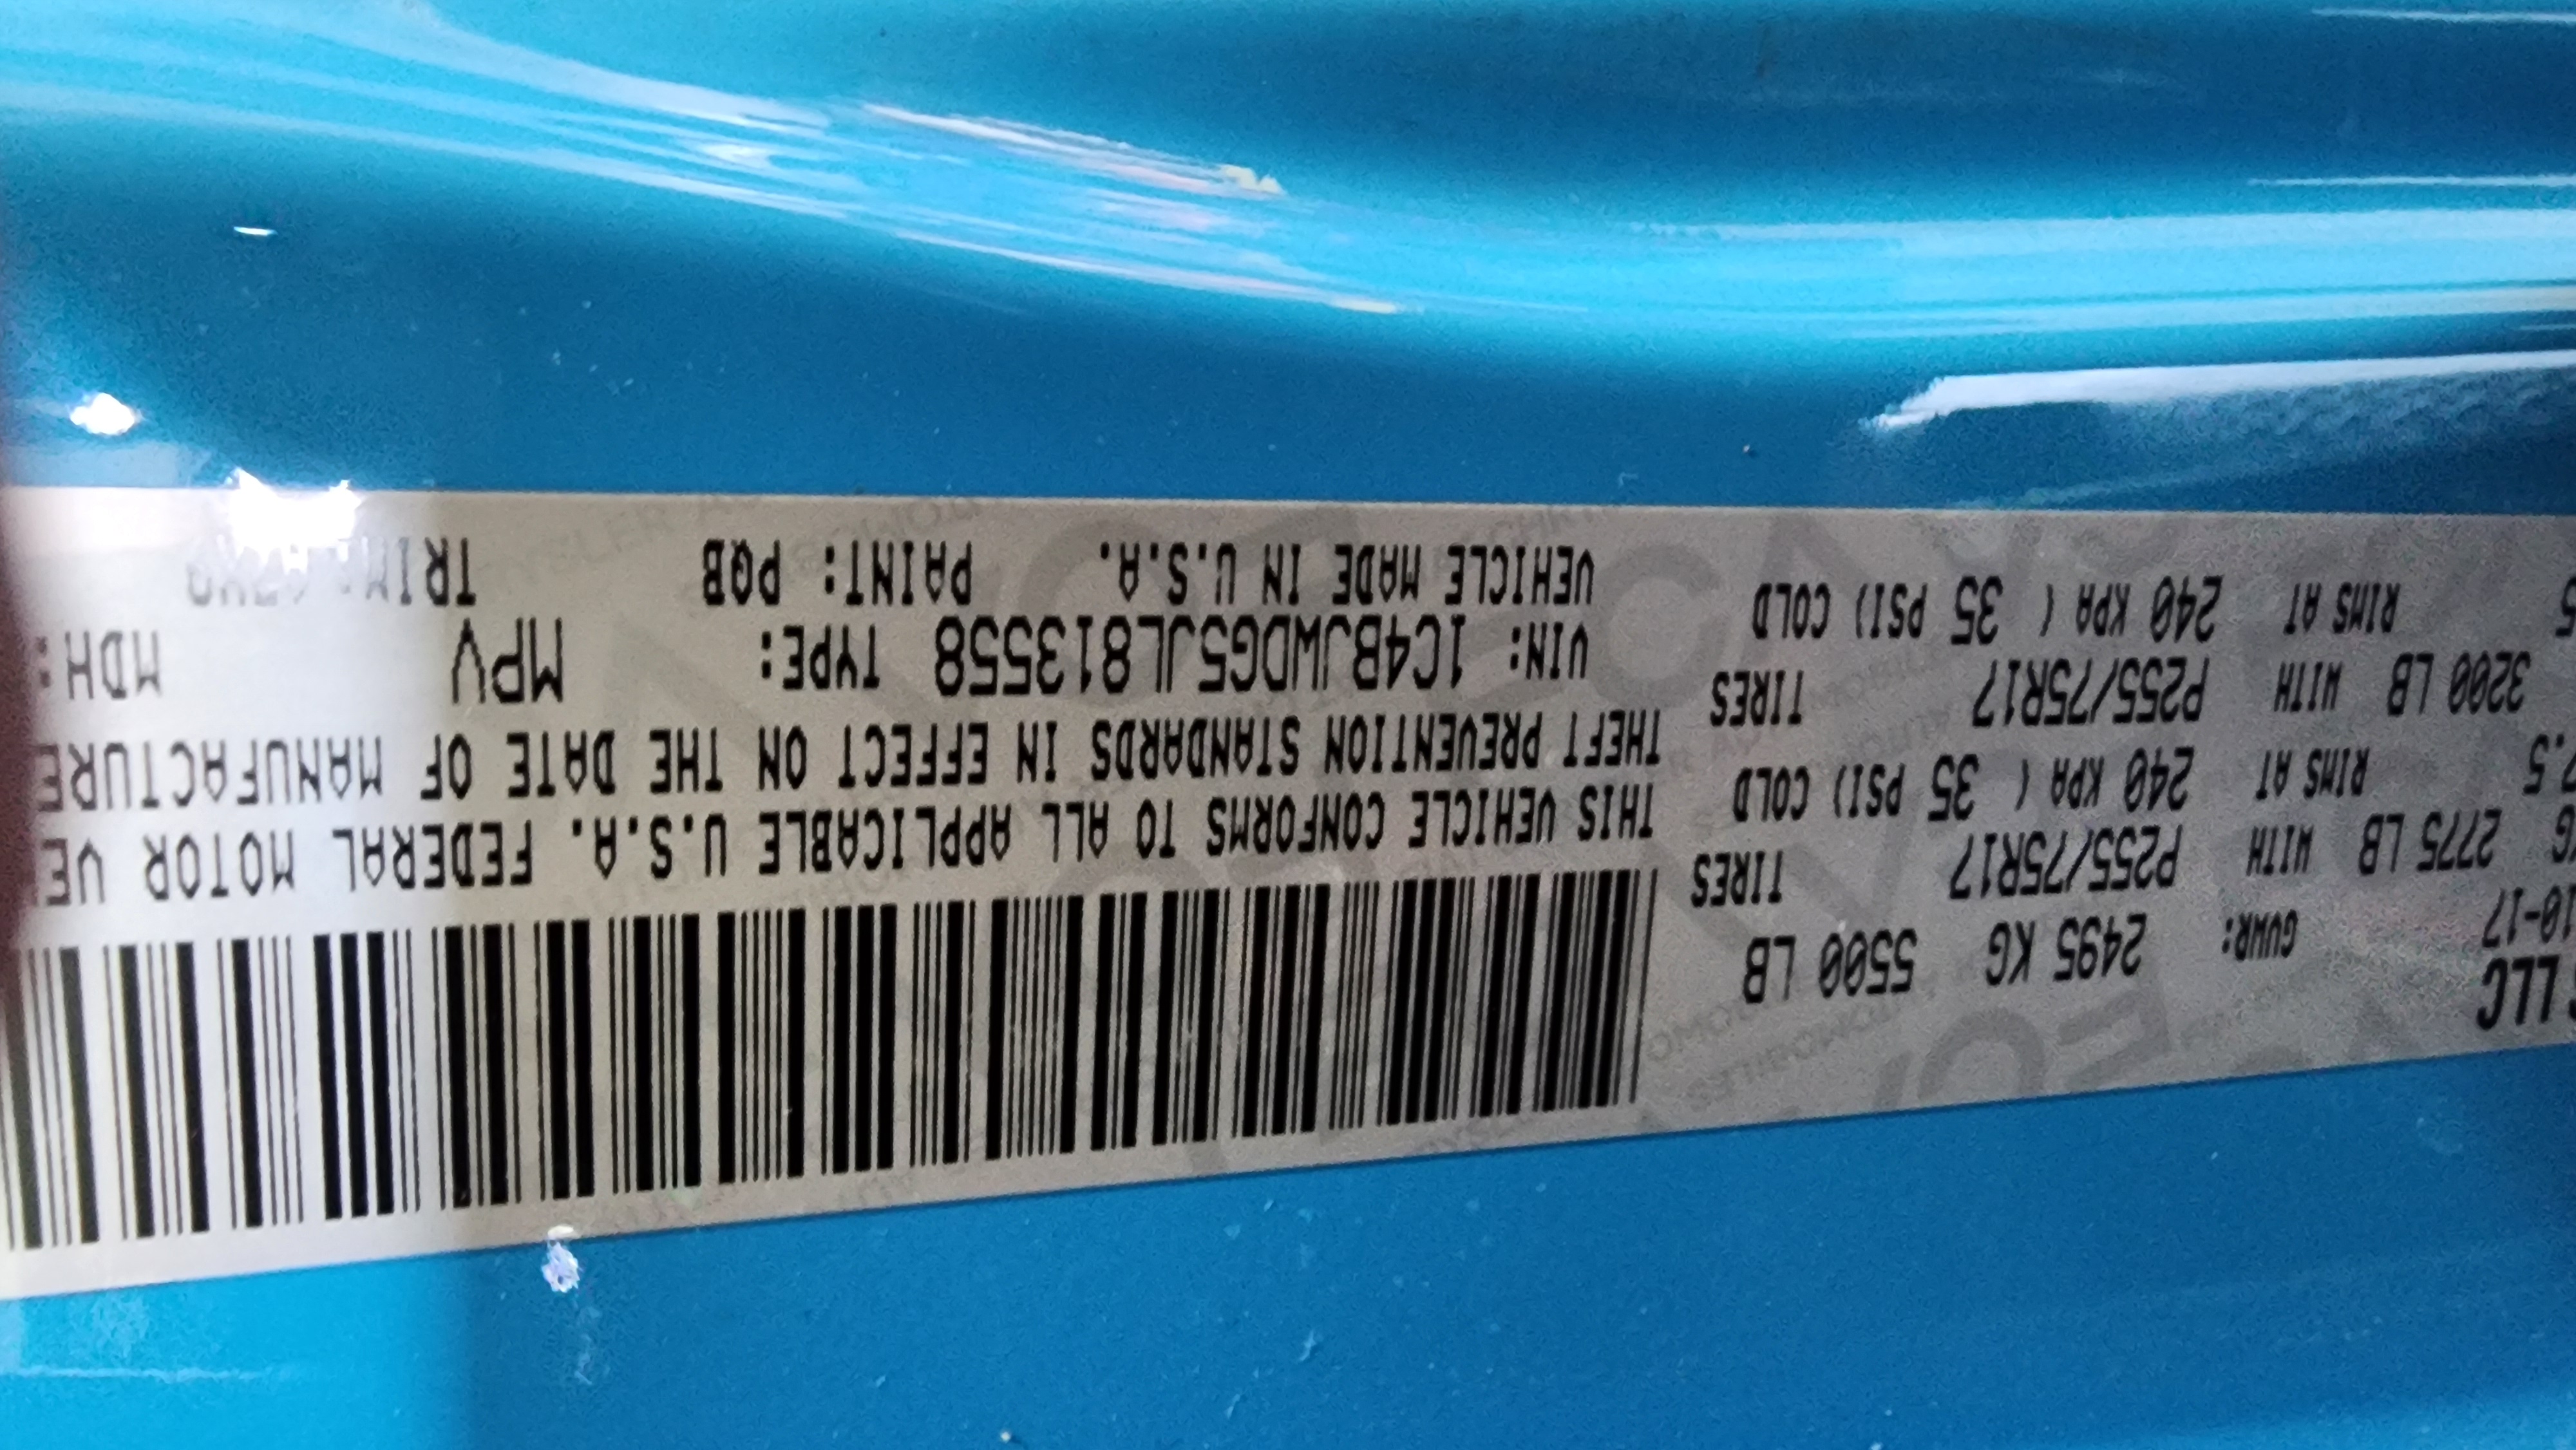 LLC
0-17 GVWR: 2495 KG 5500 LB
2775 LB WITH P255/75R17 TIRES
.5 RIMS AT 240 KPA ( 35 PSI) COLD
3200 LB WITH P255/75R17 TIRES
RIMS AT 240 KPA ( 35 PSI) COLD
THIS VEHICLE CONFORMS TO ALL APPLICABLE U.S.A. FEDERAL MOTOR VE
THEFT PREVENTION STANDARDS IN EFFECT ON THE DATE OF MANUFACTURE
VIN: 1C4BJWDG5JL813558 TYPE: MPV MDH:
VEHICLE MADE IN U.S.A. PAINT: PQB TRIM: